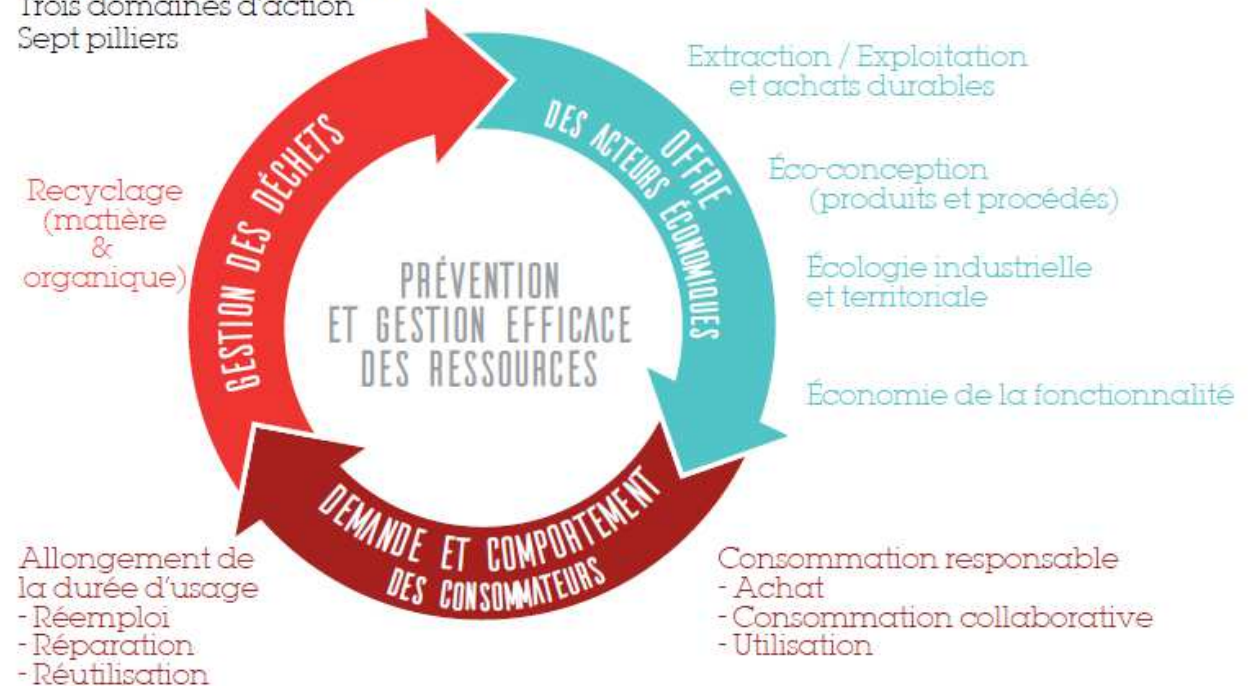 Trois domaines d'action
Sept pilliers
Extraction / Exploitation
et achats durables
Éco-conception
(produits et procédés)
Écologie industrielle
et territoriale
Économie de la fonctionnalité
OFFRE
DES ACTEURS ÉCONOMIQUES
GESTION DES DÉCHETS
Recyclage
(matière
&
organique)
PRÉVENTION
ET GESTION EFFICACE
DES RESSOURCES
DEMANDE ET COMPORTEMENT
DES CONSOMMATEURS
Consommation responsable
- Achat
- Consommation collaborative
- Utilisation
Allongement de
la durée d'usage
- Réemploi
- Réparation
- Réutilisation